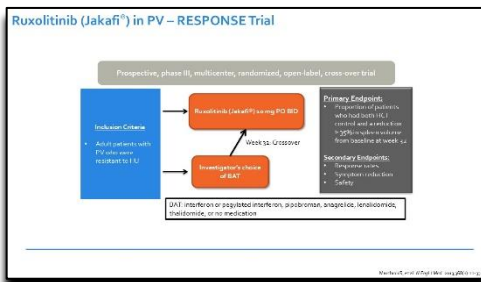 Ruxolitinib (Jakafi®) in PV – RESPONSE Trial
Prospective, phase III, multicenter, randomized, open-label, cross-over trial
Inclusion Criteria
• Adult patients with
PV who were
resistant to HU
Ruxolitinib (Jakafi®) 10 mg PO BID
Week 32: Crossover
Investigator's choice
of BAT
Primary Endpoint:
• Proportion of patients
who had both HCT
control and a reduction
≥ 35% in spleen volume
from baseline at week 32
Secondary Endpoints:
• Response rates
• Symptom reduction
• Safety
BAT: interferon or pegylated interferon, pipobroman, anagrelide, lenalidomide,
thalidomide, or no medication
et al. N Engl J Med.